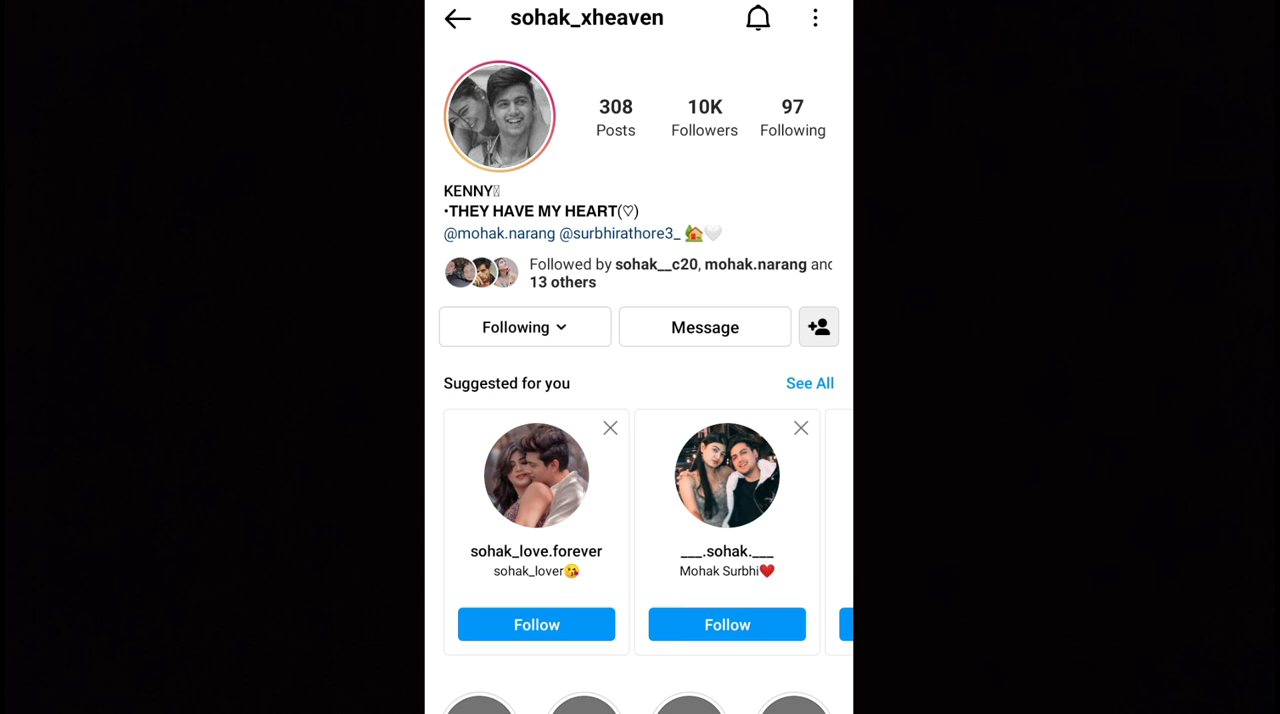 sohak_xheaven
308 10K 97
Posts Followers Following
KENNY
•THEY HAVE MY HEART(♡)
@mohak.narang @surbhirathore3_ 🏡🤍
Followed by sohak__c20, mohak.narang and
13 others
Following Message
Suggested for you See All
sohak_love.forever ___.sohak.___
sohak_lover😘 Mohak Surbhi❤️
Follow Follow